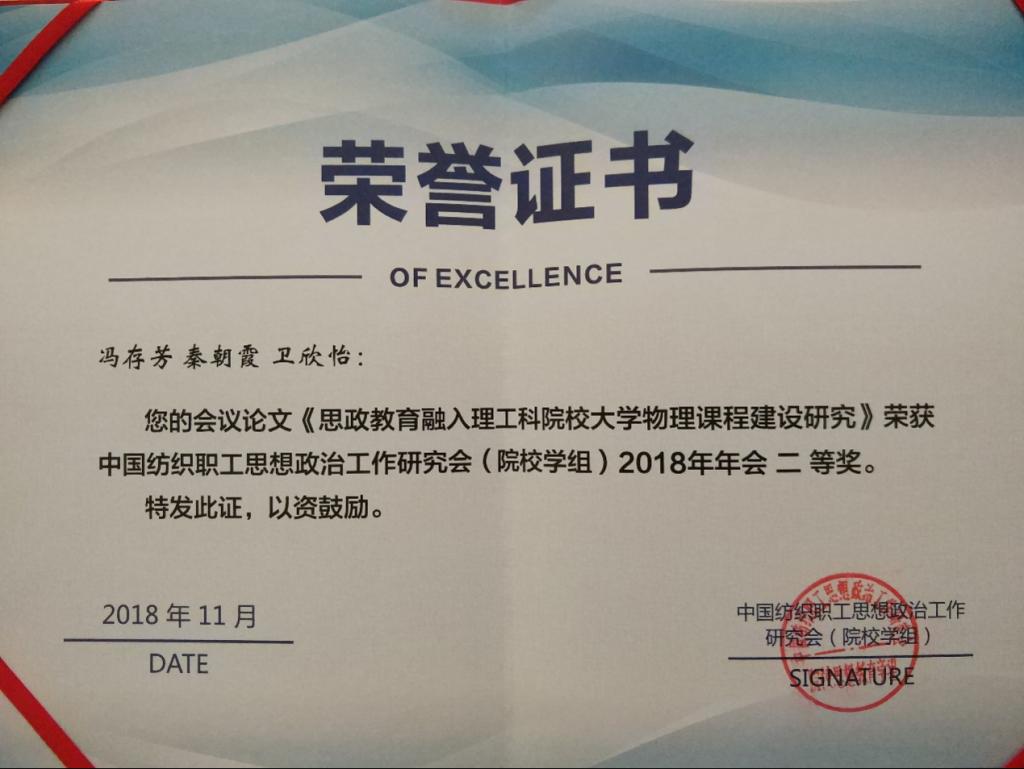 荣誉证书
OF EXCELLENCE
冯存芳 秦朝霞 卫欣怡：
您的会议论文《思政教育融入理工科院校大学物理课程建设研究》荣获
中国纺织职工思想政治工作研究会（院校学组）2018年年会 二 等奖。
特发此证，以资鼓励。
2018 年 11 月
DATE
中国纺织职工思想政治工作
研究会（院校学组）
SIGNATURE